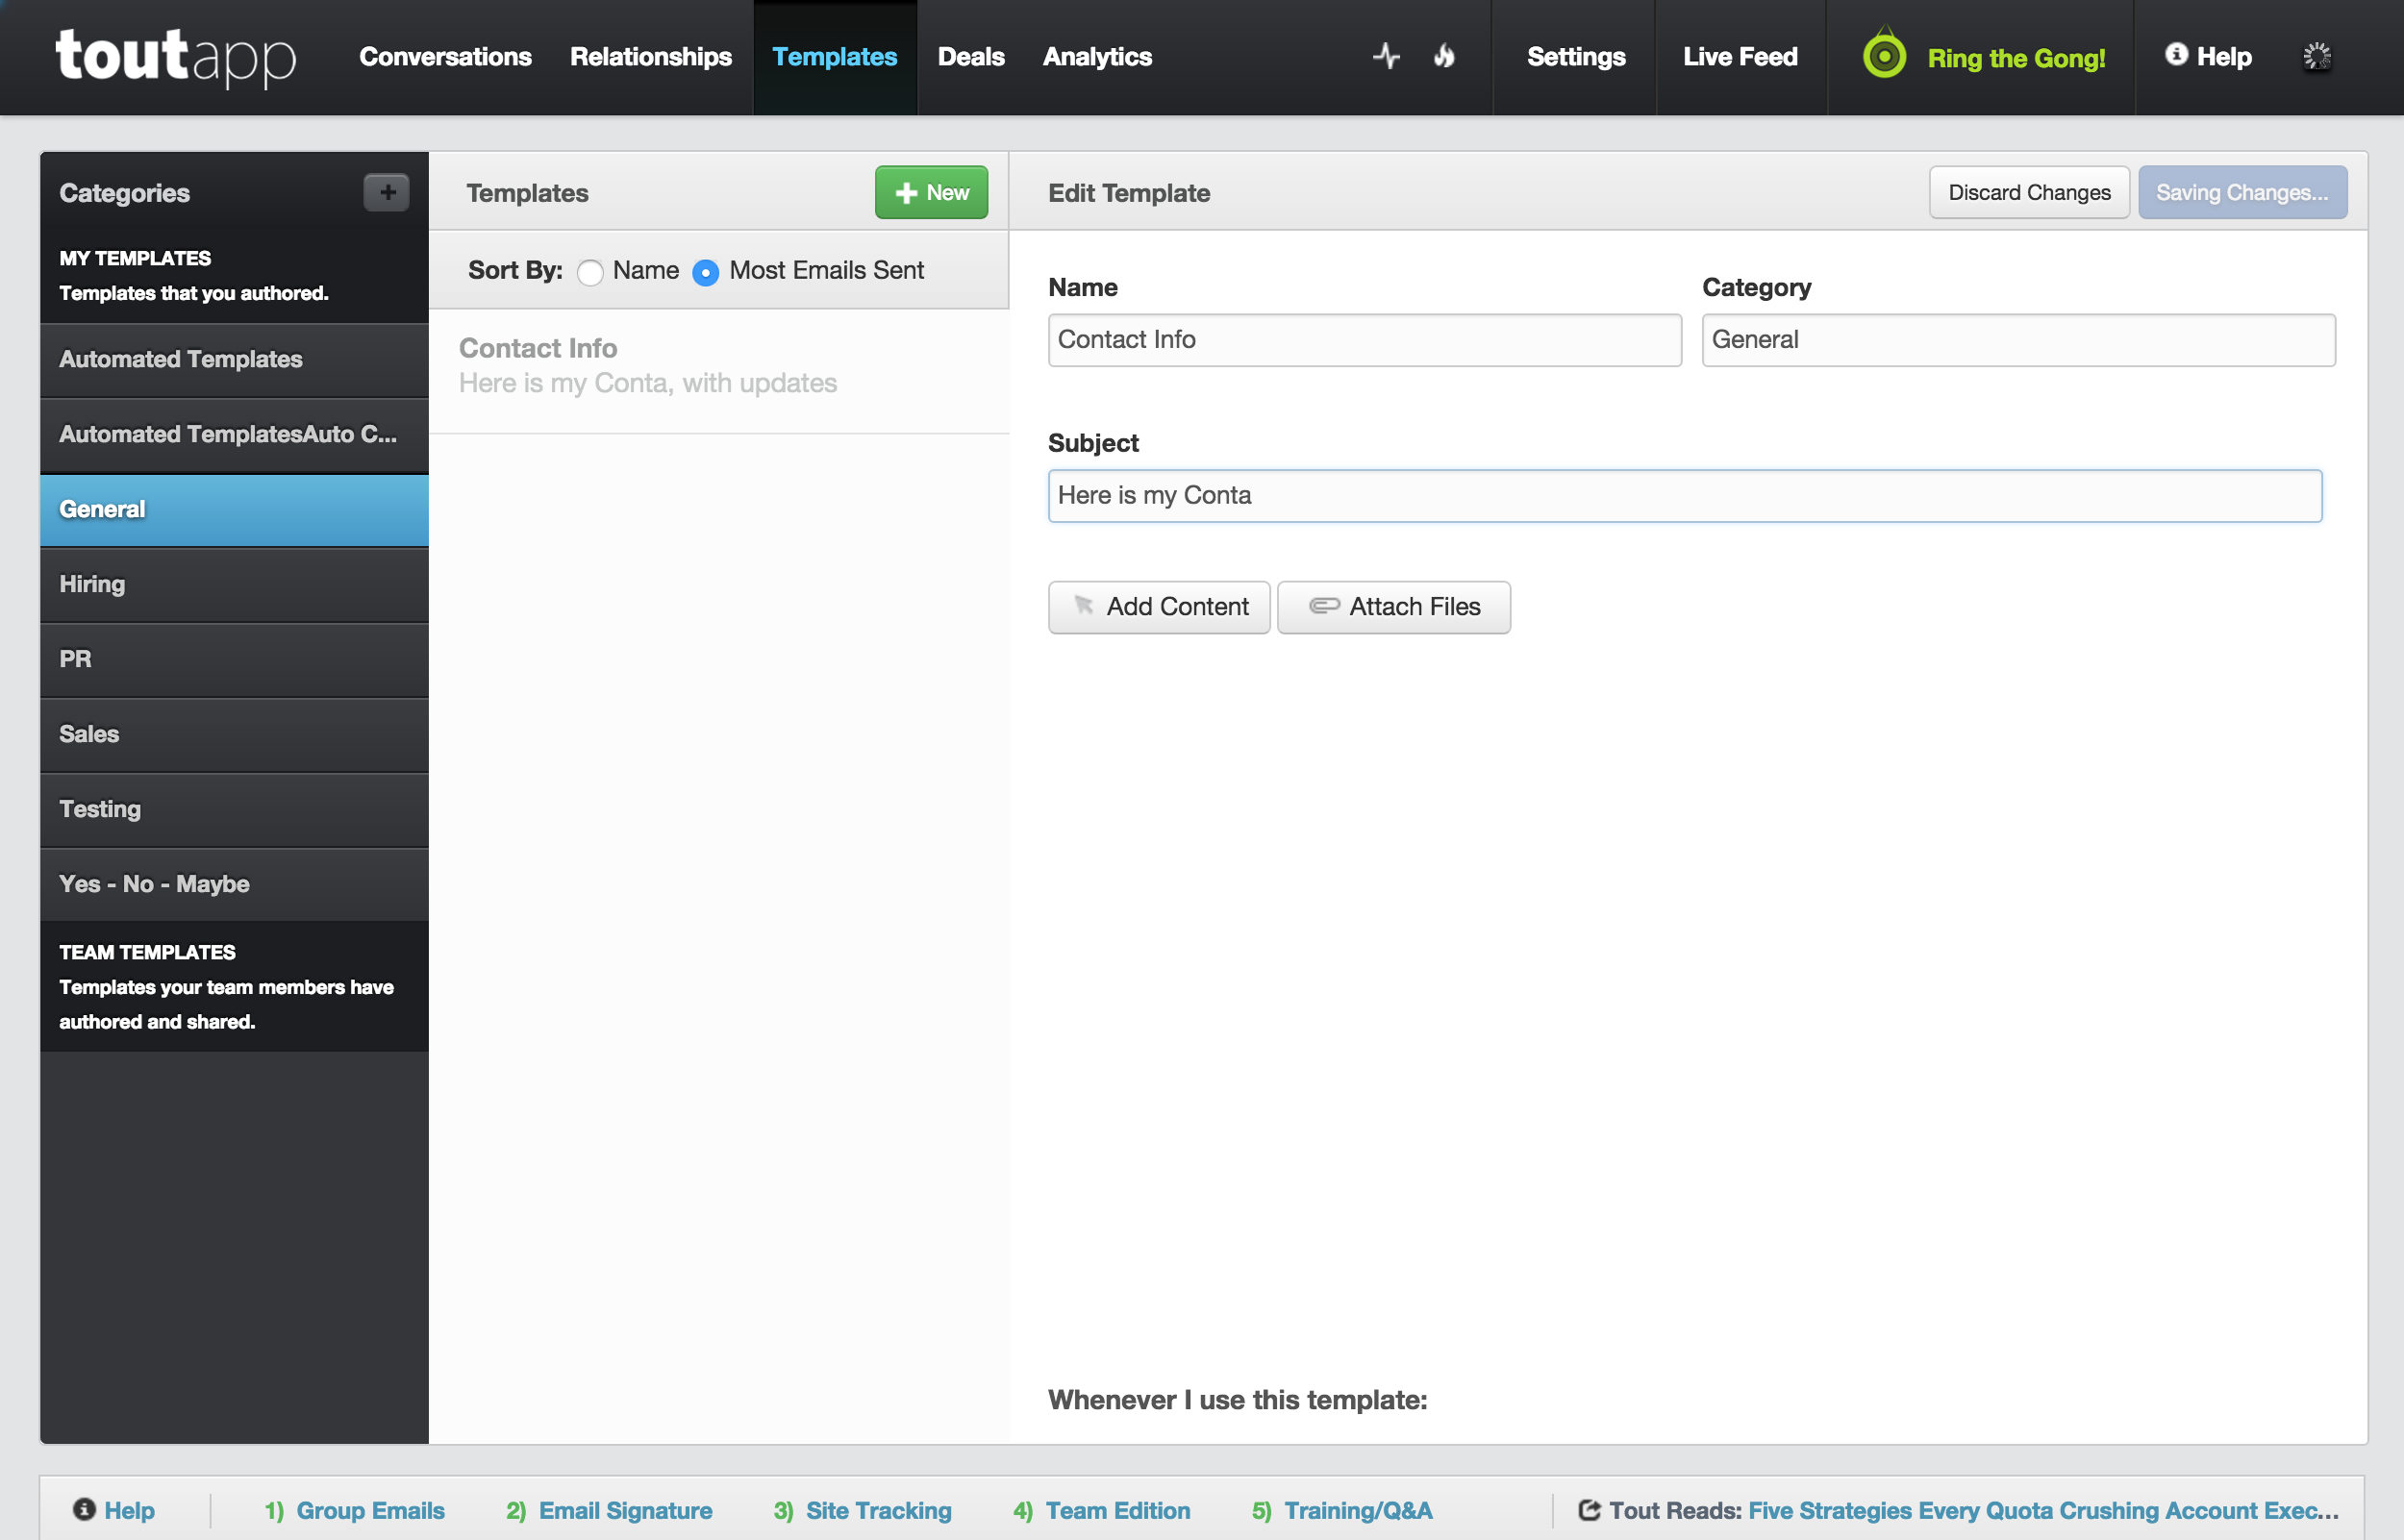 toutapp
Conversations Relationships Templates Deals Analytics Settings Live Feed Ring the Gong! Help
Categories
MY TEMPLATES
Templates that you authored.
Automated Templates
Automated TemplatesAuto C...
General
Hiring
PR
Sales
Testing
Yes - No - Maybe
TEAM TEMPLATES
Templates your team members have
authored and shared.
Templates New
Sort By: Name Most Emails Sent
Contact Info
Here is my Conta, with updates
Edit Template Discard Changes Saving Changes...
Name Category
Contact Info General
Subject
Here is my Conta
Add Content Attach Files
Whenever I use this template:
Help 1) Group Emails 2) Email Signature 3) Site Tracking 4) Team Edition 5) Training/Q&A Tout Reads: Five Strategies Every Quota Crushing Account Exec...